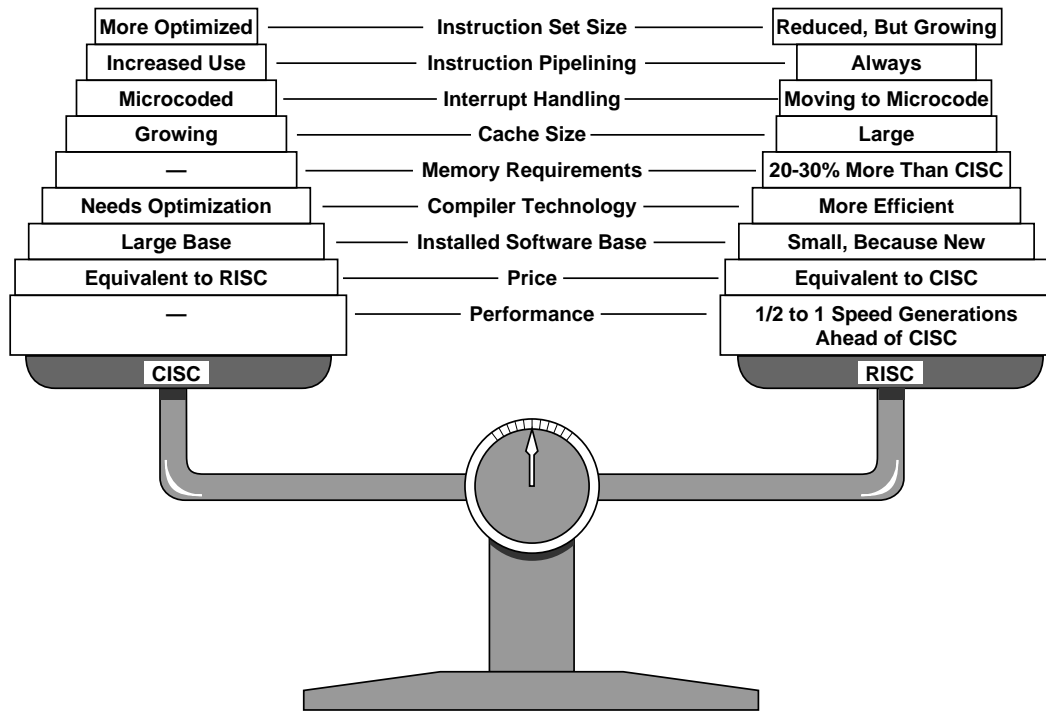 More Optimized Instruction Set Size Reduced, But Growing
Increased Use Instruction Pipelining Always
Microcoded Interrupt Handling Moving to Microcode
Growing Cache Size Large
— Memory Requirements 20-30% More Than CISC
Needs Optimization Compiler Technology More Efficient
Large Base Installed Software Base Small, Because New
Equivalent to RISC Price Equivalent to CISC
— Performance 1/2 to 1 Speed Generations
Ahead of CISC
CISC RISC